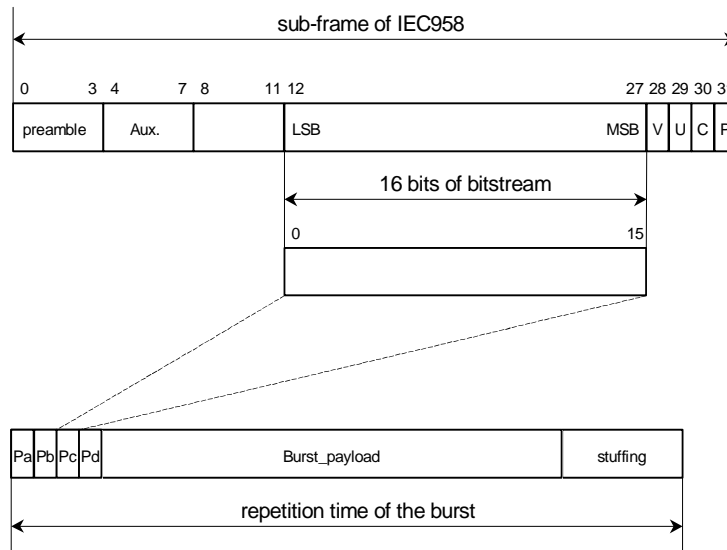 sub-frame of IEC958
0 3 4 7 8 11 12 27 28 29 30 3
preamble Aux. LSB MSB V U C P
16 bits of bitstream
0 15
Pa Pb Pc Pd Burst_payload stuffing
repetition time of the burst